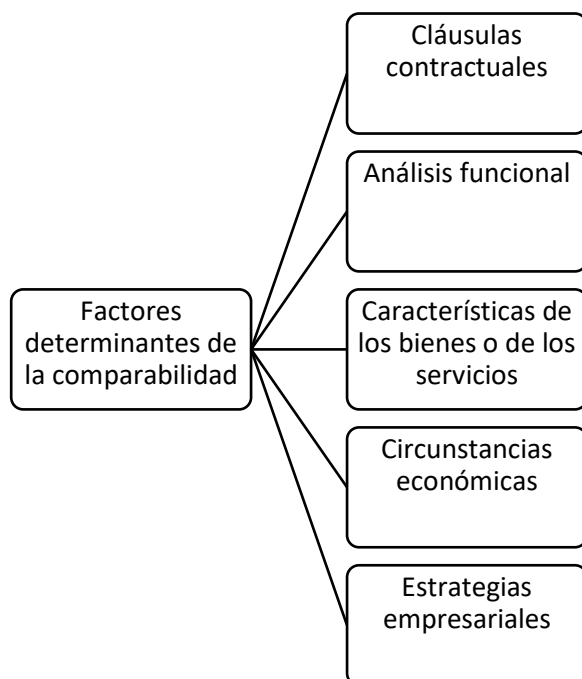 Factores
determinantes de
la comparabilidad
Cláusulas
contractuales
Análisis funcional
Características de
los bienes o de los
servicios
Circunstancias
económicas
Estrategias
empresariales